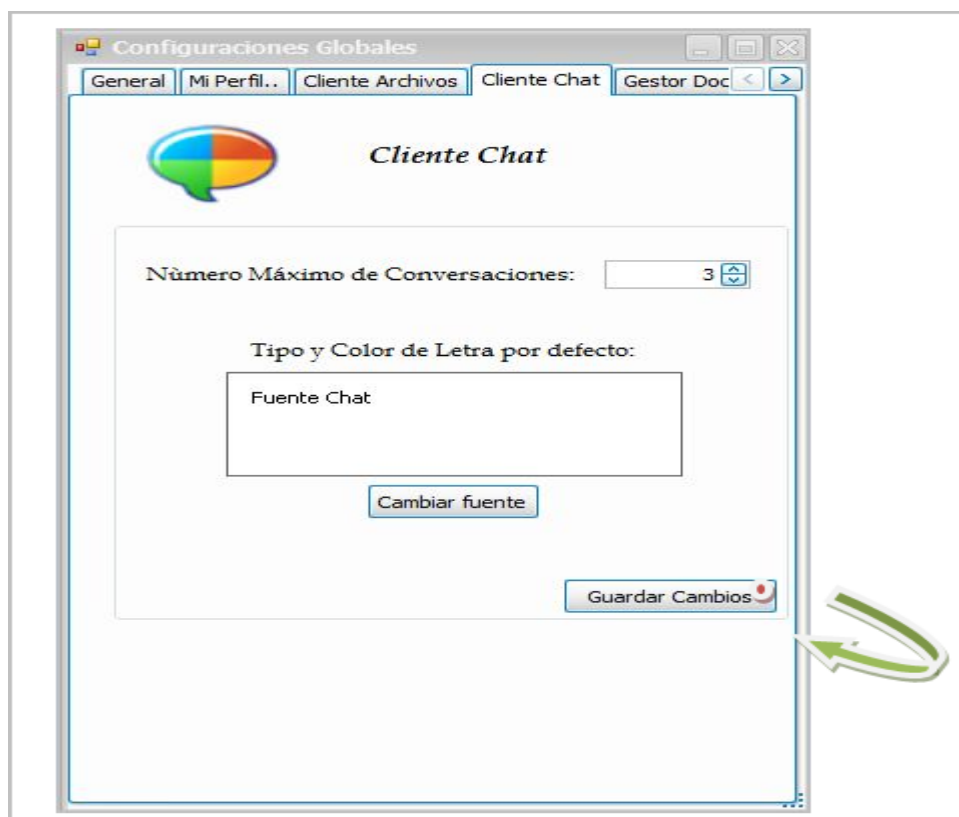 Configuraciones Globales
General Mi Perfil.. Cliente Archivos Cliente Chat Gestor Doc
Cliente Chat
Nùmero Máximo de Conversaciones: 3
Tipo y Color de Letra por defecto:
Fuente Chat
Cambiar fuente
Guardar Cambios